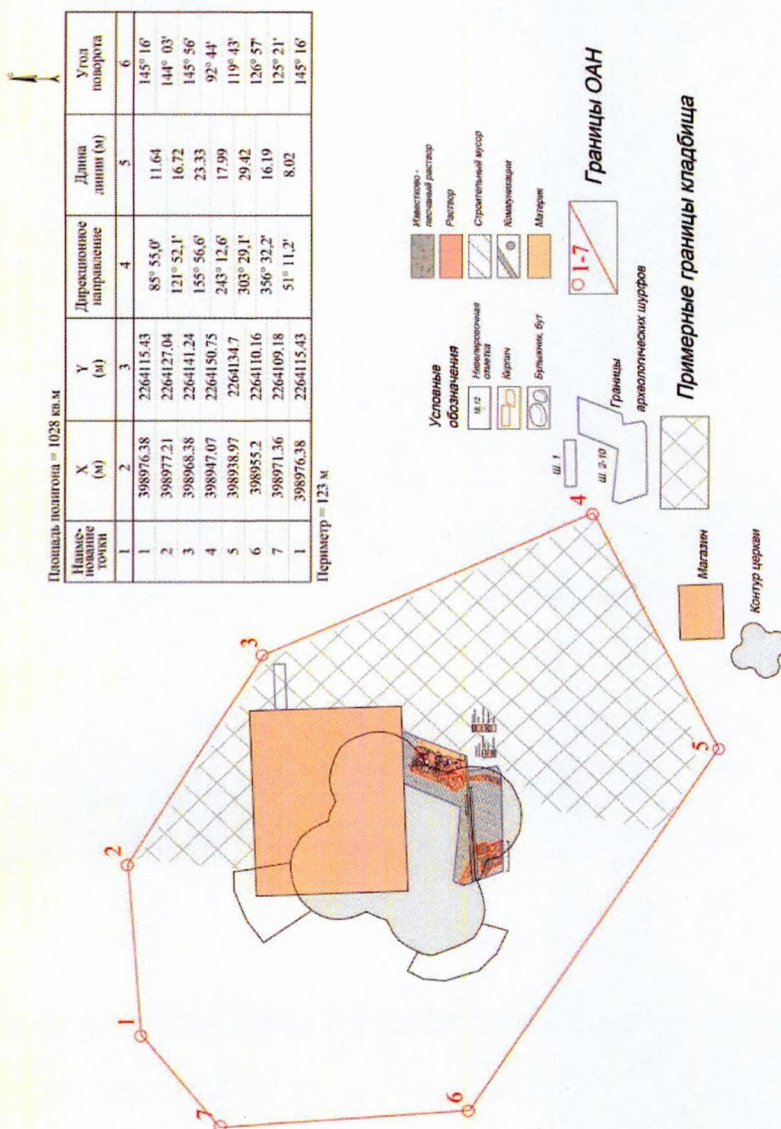 Площадь полигона = 1028 кв.м
Наиме-
нование
точки
X
(м)
Y
(м)
Дирекционное
направление
Длина
линии (м)
Угол
поворота
1 2 3 4 5 6
1 398976.38 2264115.43 145° 16'
85° 55,0' 11.64
2 398977.21 2264127.04 144° 03'
121° 52,1' 16.72
3 398968.38 2264141.24 145° 56'
155° 56,6' 23.33
4 398947.07 2264150.75 92° 44'
243° 12,6' 17.99
5 398938.97 2264134.7 119° 43'
303° 29,1' 29.42
6 398955.2 2264110.16 126° 57'
356° 32,2' 16.19
7 398971.36 2264109.18 125° 21'
51° 11,2' 8.02
1 398976.38 2264115.43 145° 16'
Периметр = 123 м
1
2
3
4
5
6
7
Условные
обозначения
18.12
Нивелировочная
отметка
Кирпич
Булыжник, бут
Известково-
песчаный раствор
Раствор
Строительный мусор
Коммуникации
Материк
Ш. 1
Ш. 2-10
Границы
археологических шурфов
1-7
Границы ОАН
Примерные границы кладбища
Магазин
Контур церкви